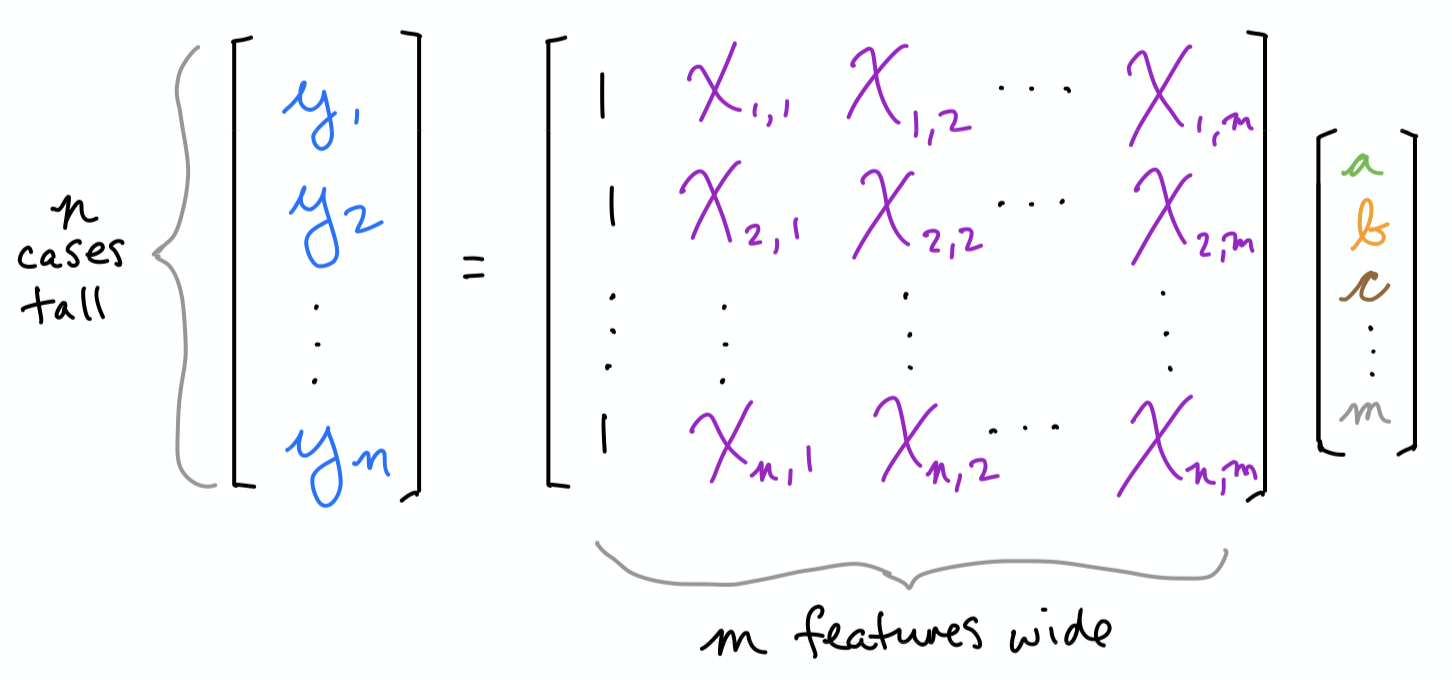 y₁ 1 X₁,₁ X₁,₂ ... X₁,m
y₂ = 1 X₂,₁ X₂,₂ ... X₂,m
yₙ 1 Xₙ,₁ Xₙ,₂ ... Xₙ,m
a
b
c
m
n
cases
tall
m features wide